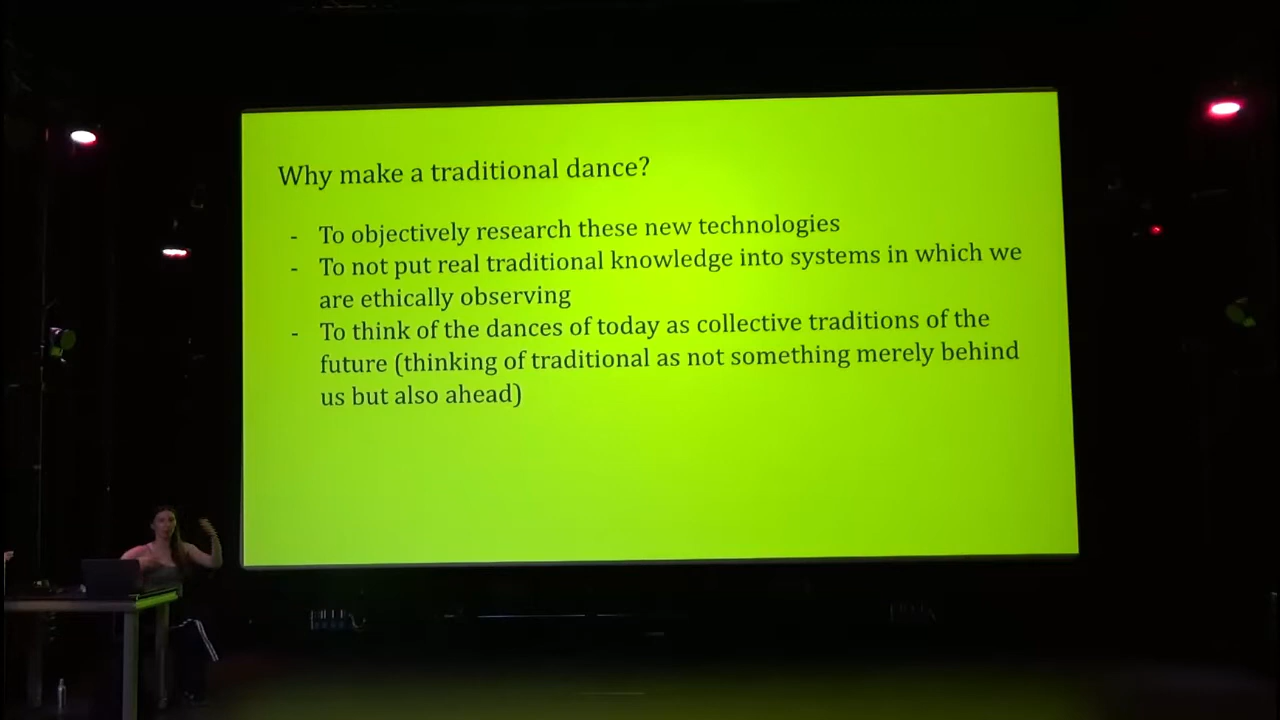 Why make a traditional dance?
- To objectively research these new technologies
- To not put real traditional knowledge into systems in which we
are ethically observing
- To think of the dances of today as collective traditions of the
future (thinking of traditional as not something merely behind
us but also ahead)